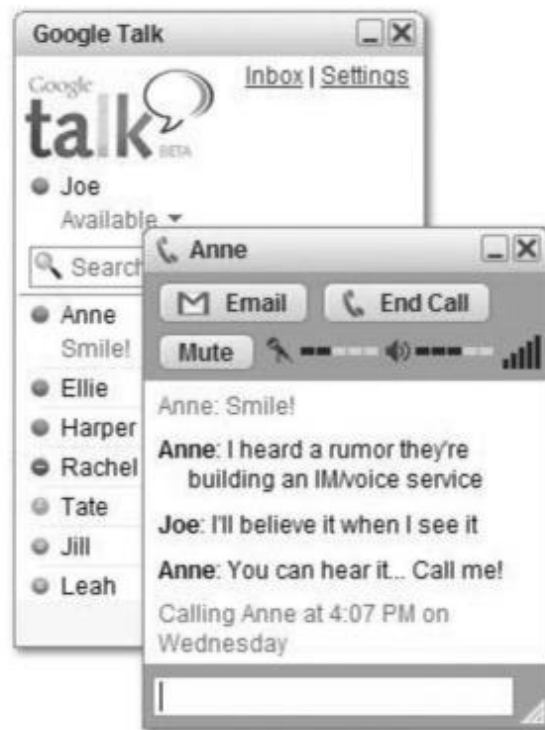 Google Talk
Inbox | Settings
Google
talk
BETA
Joe
Available
Search
Anne
Smile!
Ellie
Harper
Rachel
Tate
Jill
Leah
Anne
Email
End Call
Mute
Anne: Smile!
Anne: I heard a rumor they're
building an IM/voice service
Joe: I'll believe it when I see it
Anne: You can hear it... Call me!
Calling Anne at 4:07 PM on
Wednesday